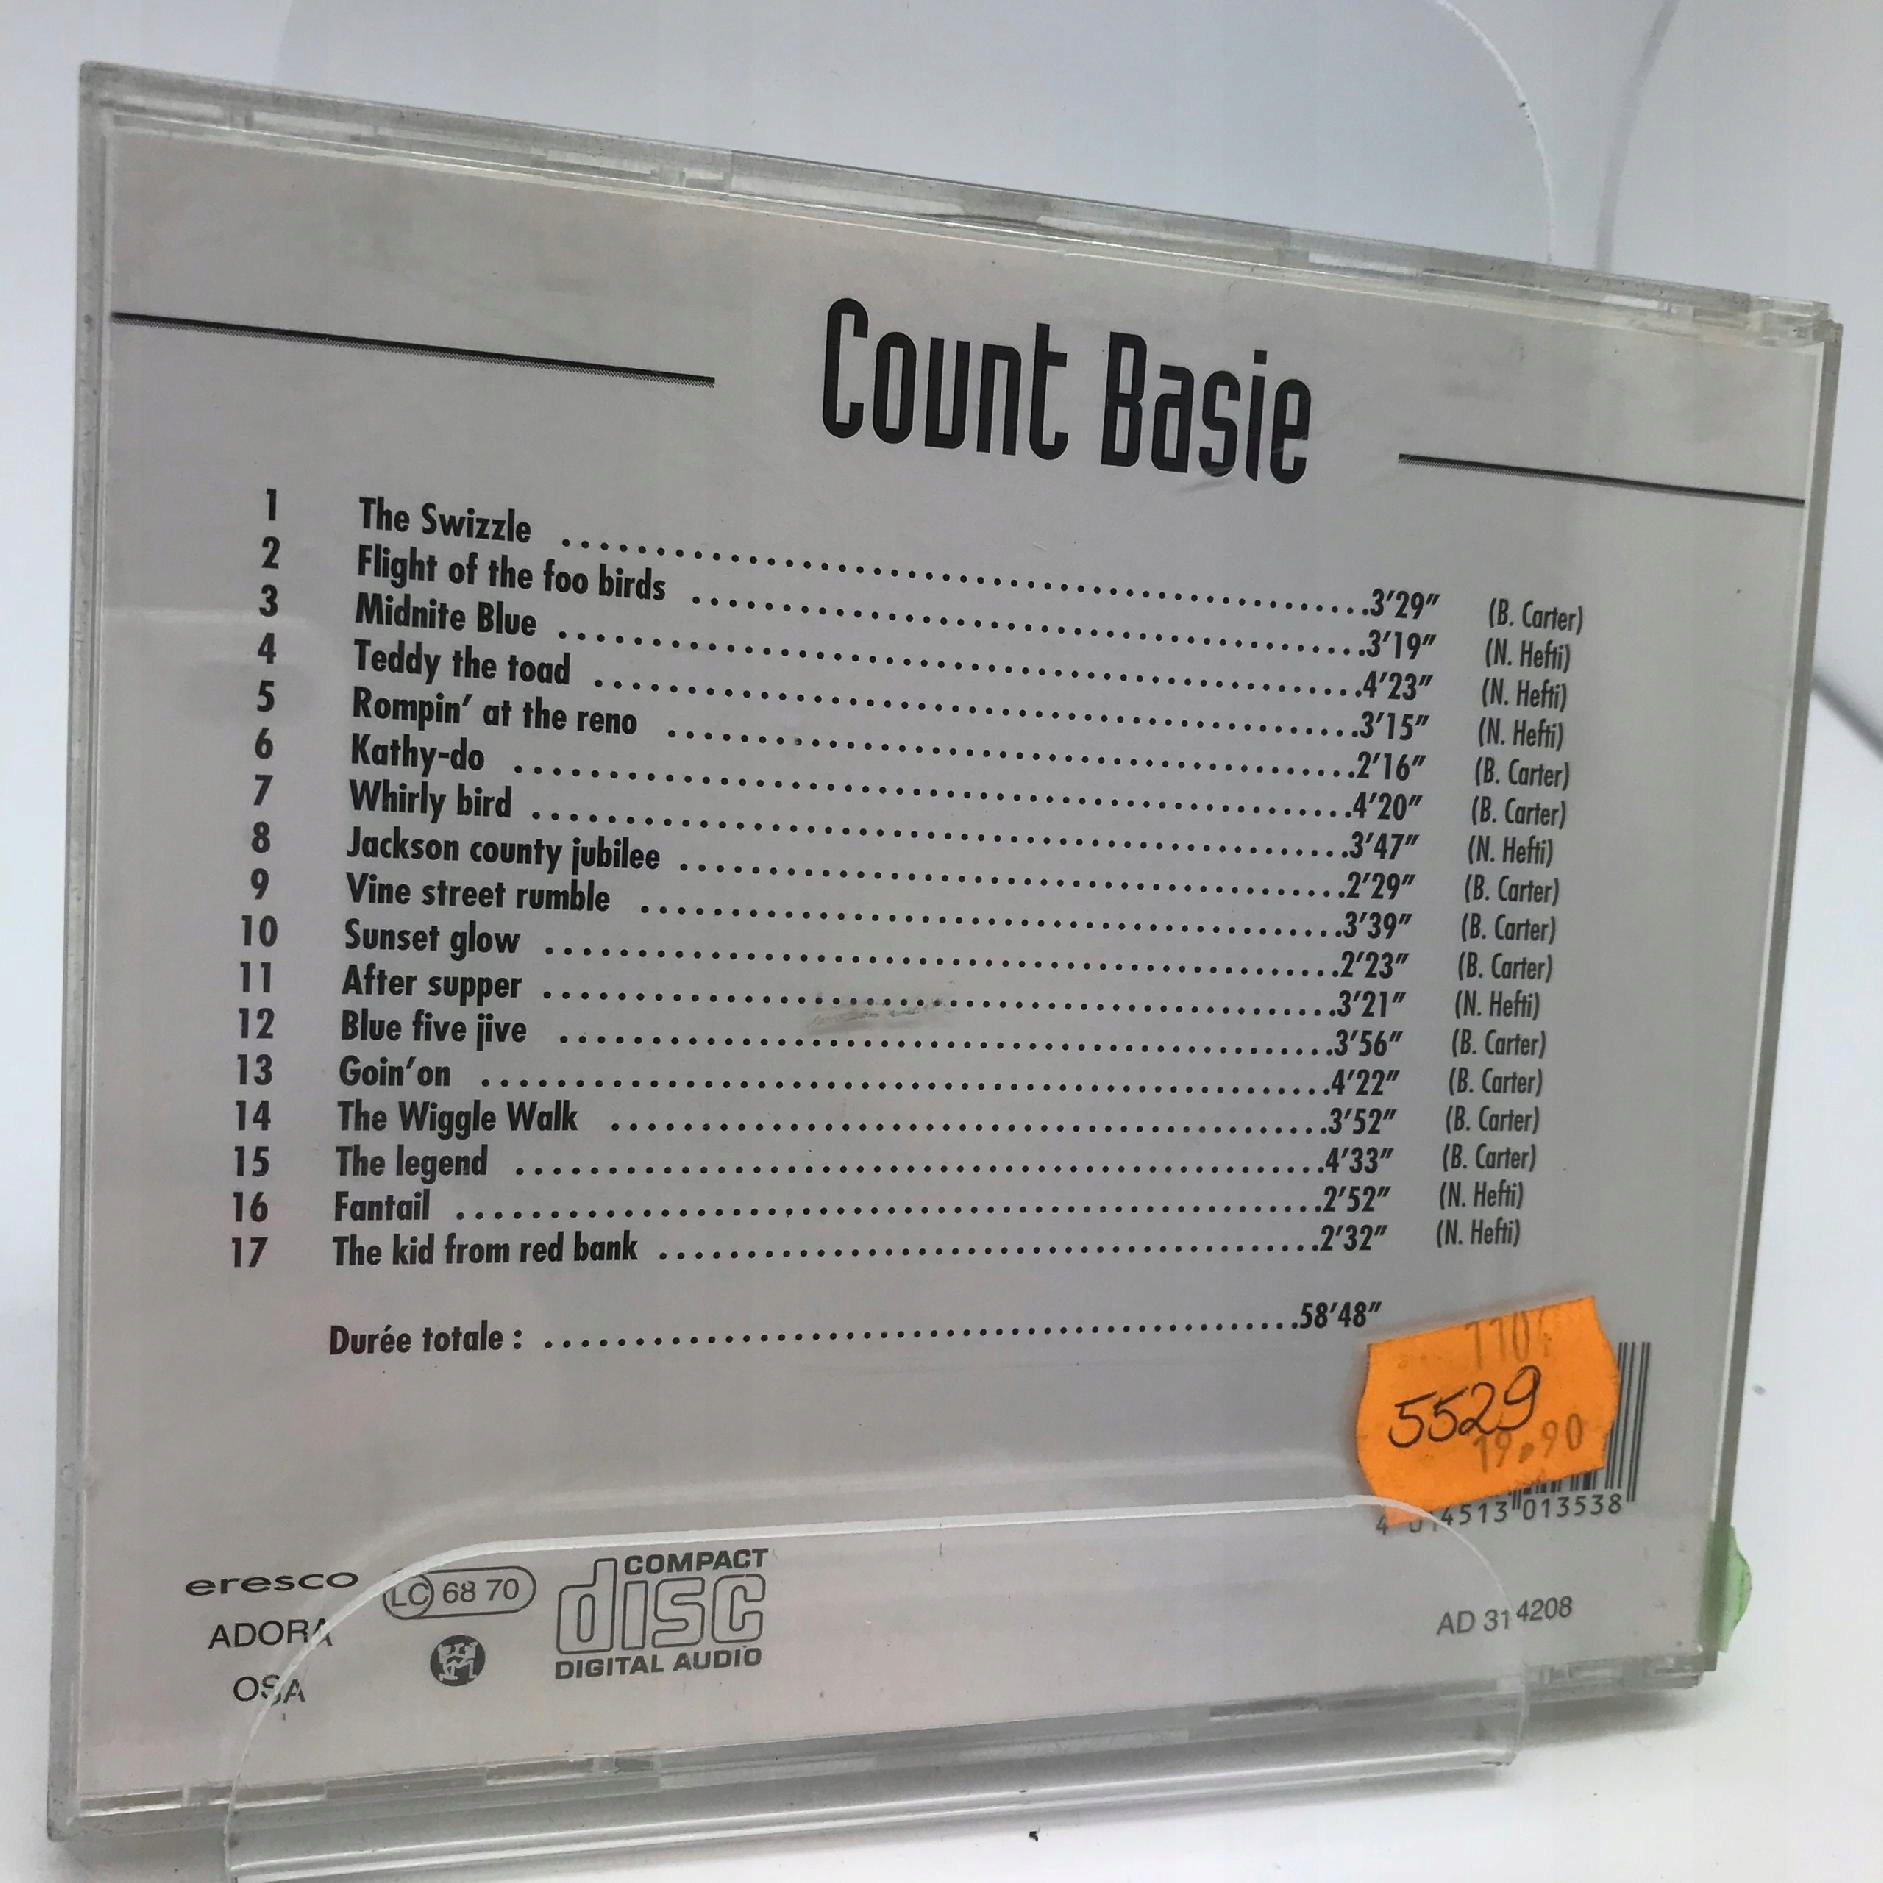 Count Basie
1 The Swizzle 3'29" (B. Carter)
2 Flight of the foo birds 3'19" (N. Hefti)
3 Midnite Blue 4'23" (N. Hefti)
4 Teddy the toad 3'15" (N. Hefti)
5 Rompin' at the reno 2'16" (B. Carter)
6 Kathy-do 4'20" (B. Carter)
7 Whirly bird 3'47" (N. Hefti)
8 Jackson county jubilee 2'29" (B. Carter)
9 Vine street rumble 3'39" (B. Carter)
10 Sunset glow 2'23" (B. Carter)
11 After supper 3'21" (N. Hefti)
12 Blue five jive 3'56" (B. Carter)
13 Goin'on 4'22" (B. Carter)
14 The Wiggle Walk 3'52" (B. Carter)
15 The legend 4'33" (B. Carter)
16 Fantail 2'52" (N. Hefti)
17 The kid from red bank 2'32" (N. Hefti)
Durée totale : 58'48"
5529
19.90
4 014513 013538
eresco
ADORA
OSA
LC 68 70
COMPACT
disc
DIGITAL AUDIO
AD 314208